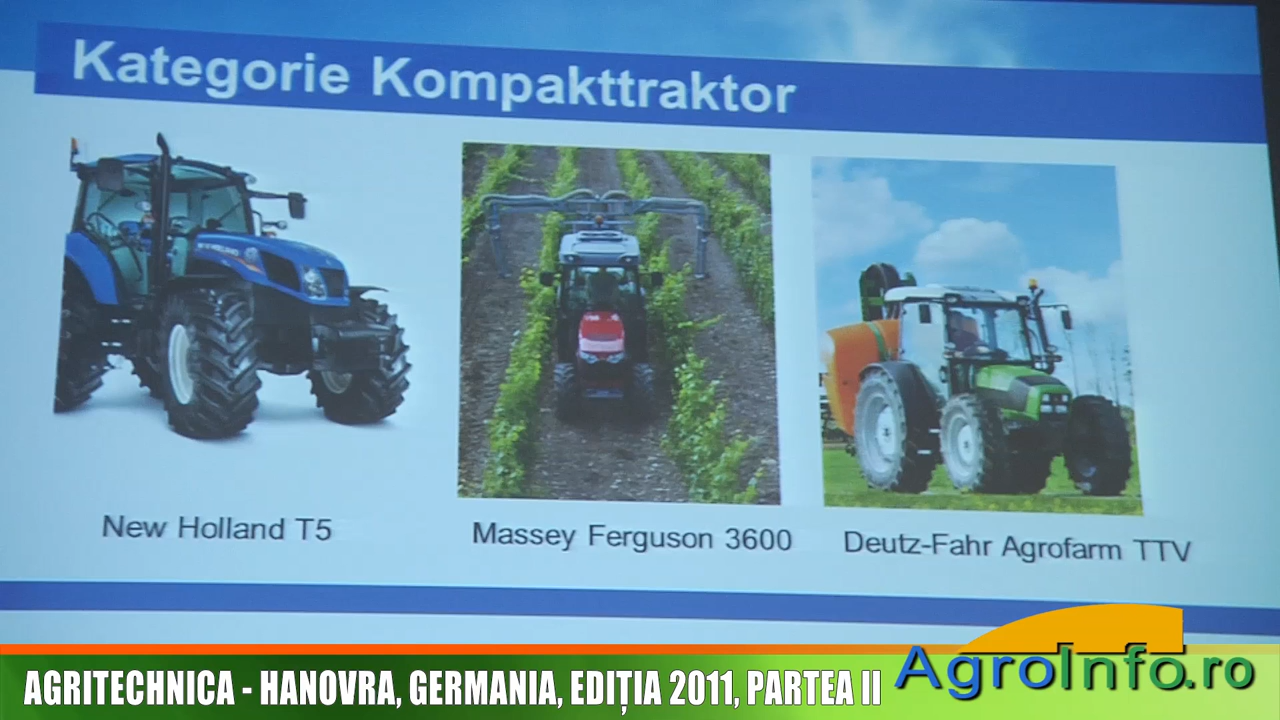 Kategorie Kompakttraktor
New Holland T5
Massey Ferguson 3600
Deutz-Fahr Agrofarm TTV
AGRITECHNICA - HANOVRA, GERMANIA, EDIȚIA 2011, PARTEA II
AgroInfo.ro